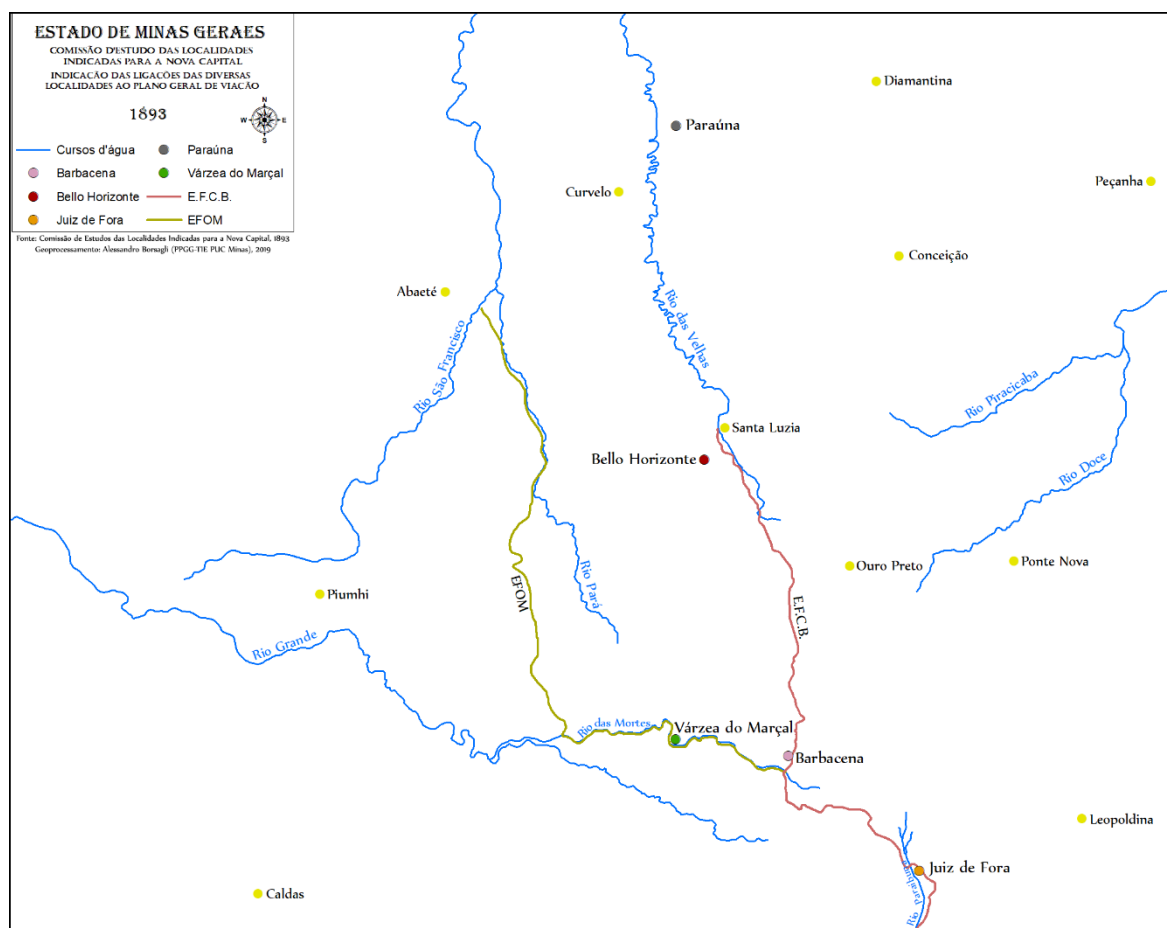 ESTADO DE MINAS GERAES
COMISSÃO D'ESTUDO DAS LOCALIDADES
INDICADAS PARA A NOVA CAPITAL
INDICAÇÃO DAS LIGAÇÕES DAS DIVERSAS
LOCALIDADES AO PLANO GERAL DE VIAÇÃO
1893
N
W
E
S
Cursos d'água
Paraúna
Barbacena
Várzea do Marçal
Bello Horizonte
E.F.C.B.
Juiz de Fora
EFOM
Fonte: Comissão de Estudos das Localidades Indicadas para a Nova Capital, 1893
Geoprocessamento: Alessandro Borsagli (PPGG-TIE PUC Minas), 2019
Diamantina
Paraúna
Peçanha
Curvelo
Conceição
Abaeté
Rio das Velhas
Rio São Francisco
Rio Piracicaba
Santa Luzia
Bello Horizonte
Rio Doce
Ouro Preto
Ponte Nova
Piumhi
EFOM
Rio Pará
E.F.C.B.
Rio Grande
Rio das Mortes
Várzea do Marçal
Barbacena
Leopoldina
Juiz de Fora
Rio Paraibuna
Caldas